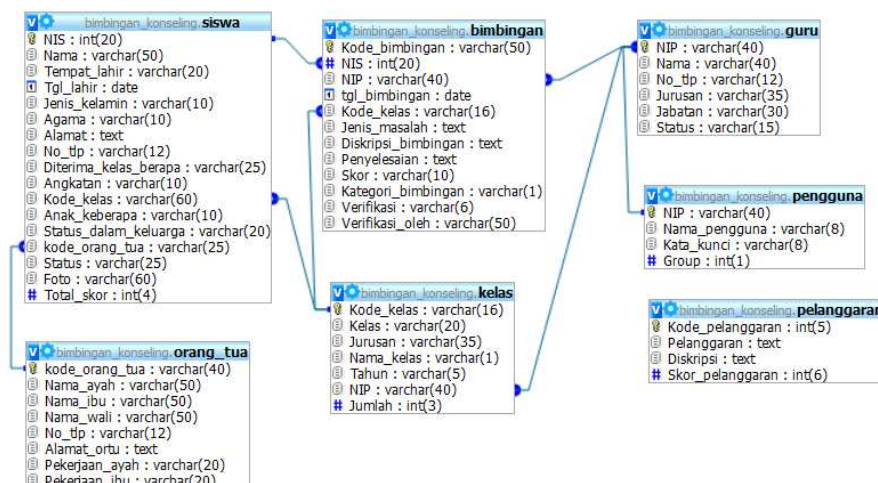 bimbingan_konseling.siswa
NIS : int(20)
Nama : varchar(50)
Tempat_lahir : varchar(20)
Tgl_lahir : date
Jenis_kelamin : varchar(10)
Agama : varchar(10)
Alamat : text
No_tlp : varchar(12)
Diterima_kelas_berapa : varchar(25)
Angkatan : varchar(10)
Kode_kelas : varchar(60)
Anak_keberapa : varchar(10)
Status_dalam_keluarga : varchar(20)
kode_orang_tua : varchar(25)
Status : varchar(25)
Foto : varchar(60)
# Total_skor : int(4)
bimbingan_konseling.orang_tua
kode_orang_tua : varchar(40)
Nama_ayah : varchar(50)
Nama_ibu : varchar(50)
Nama_wali : varchar(50)
No_tlp : varchar(12)
Alamat_ortu : text
Pekerjaan_ayah : varchar(20)
Pekerjaan_ibu : varchar(20)
bimbingan_konseling.bimbingan
Kode_bimbingan : varchar(50)
# NIS : int(20)
NIP : varchar(40)
tgl_bimbingan : date
Kode_kelas : varchar(16)
Jenis_masalah : text
Diskripsi_bimbingan : text
Penyelesaian : text
Skor : varchar(10)
Kategori_bimbingan : varchar(1)
Verifikasi : varchar(6)
Verifikasi_oleh : varchar(50)
bimbingan_konseling.kelas
Kode_kelas : varchar(16)
Kelas : varchar(20)
Jurusan : varchar(35)
Nama_kelas : varchar(1)
Tahun : varchar(5)
NIP : varchar(40)
# Jumlah : int(3)
bimbingan_konseling.guru
NIP : varchar(40)
Nama : varchar(40)
No_tlp : varchar(12)
Jurusan : varchar(35)
Jabatan : varchar(30)
Status : varchar(15)
bimbingan_konseling.pengguna
NIP : varchar(40)
Nama_pengguna : varchar(8)
Kata_kunci : varchar(8)
# Group : int(1)
bimbingan_konseling.pelanggaran
Kode_pelanggaran : int(5)
Pelanggaran : text
Diskripsi : text
# Skor_pelanggaran : int(6)